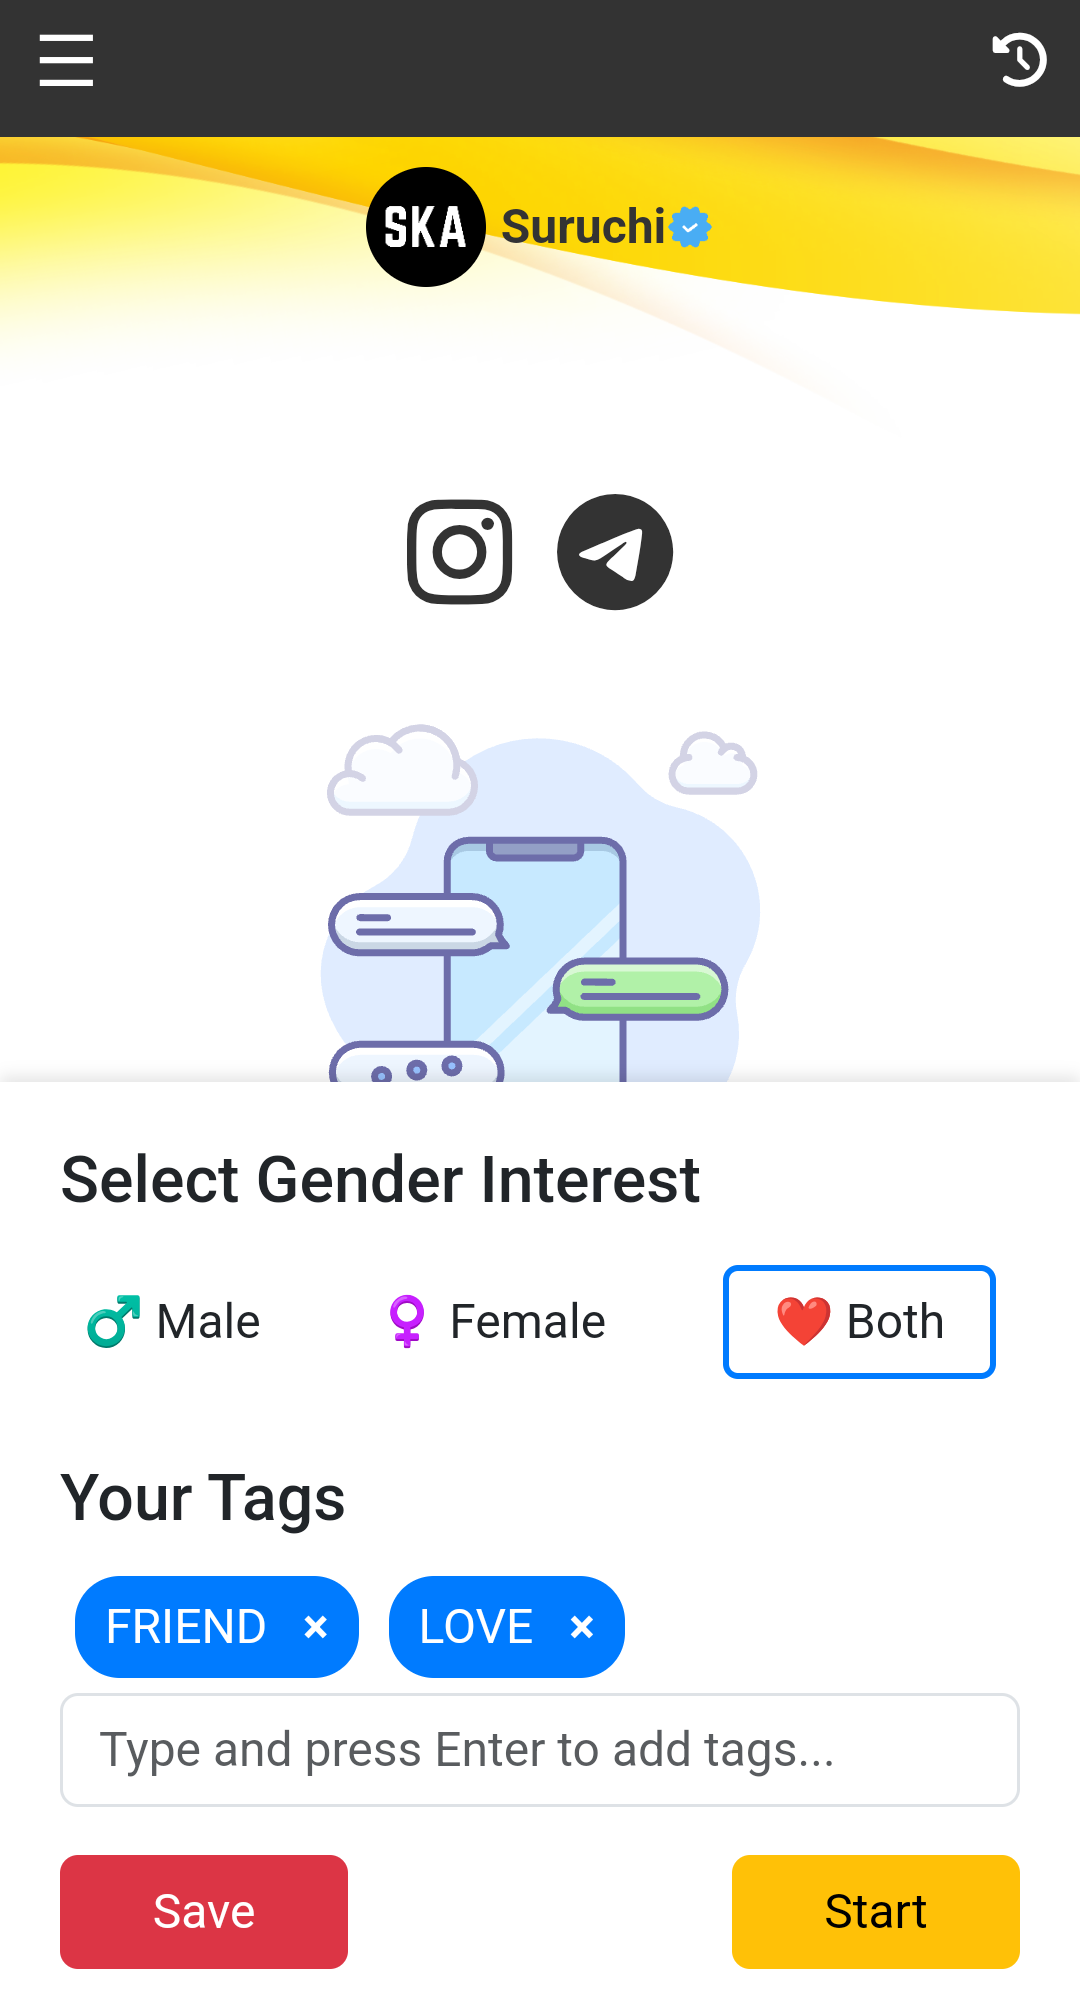 SKA Suruchi
Select Gender Interest
Male Female Both
Your Tags
FRIEND × LOVE ×
Type and press Enter to add tags...
Save Start